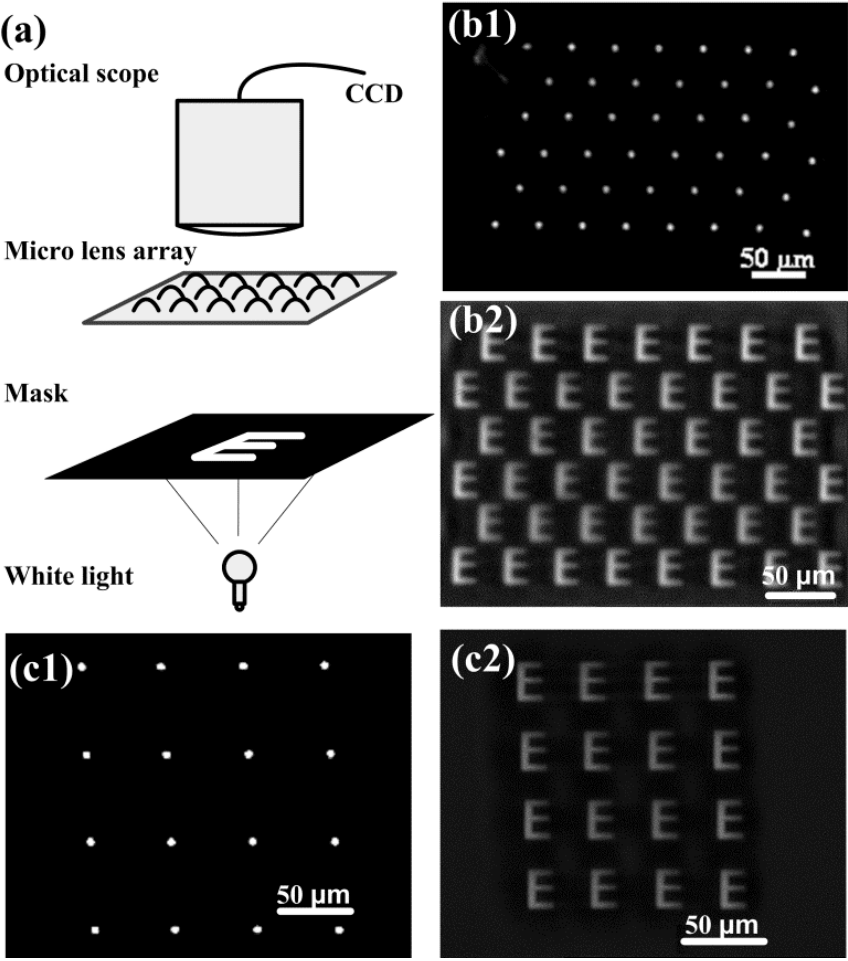 (a)
Optical scope
CCD
Micro lens array
Mask
White light
(b1)
50 µm
(b2)
E E E E E E E
E E E E E E E E
E E E E E E E
E E E E E E E E
E E E E E E E
E E E E E E E E
50 µm
(c1)
50 µm
(c2)
E E E E
E E E E
E E E E
E E E E
50 µm